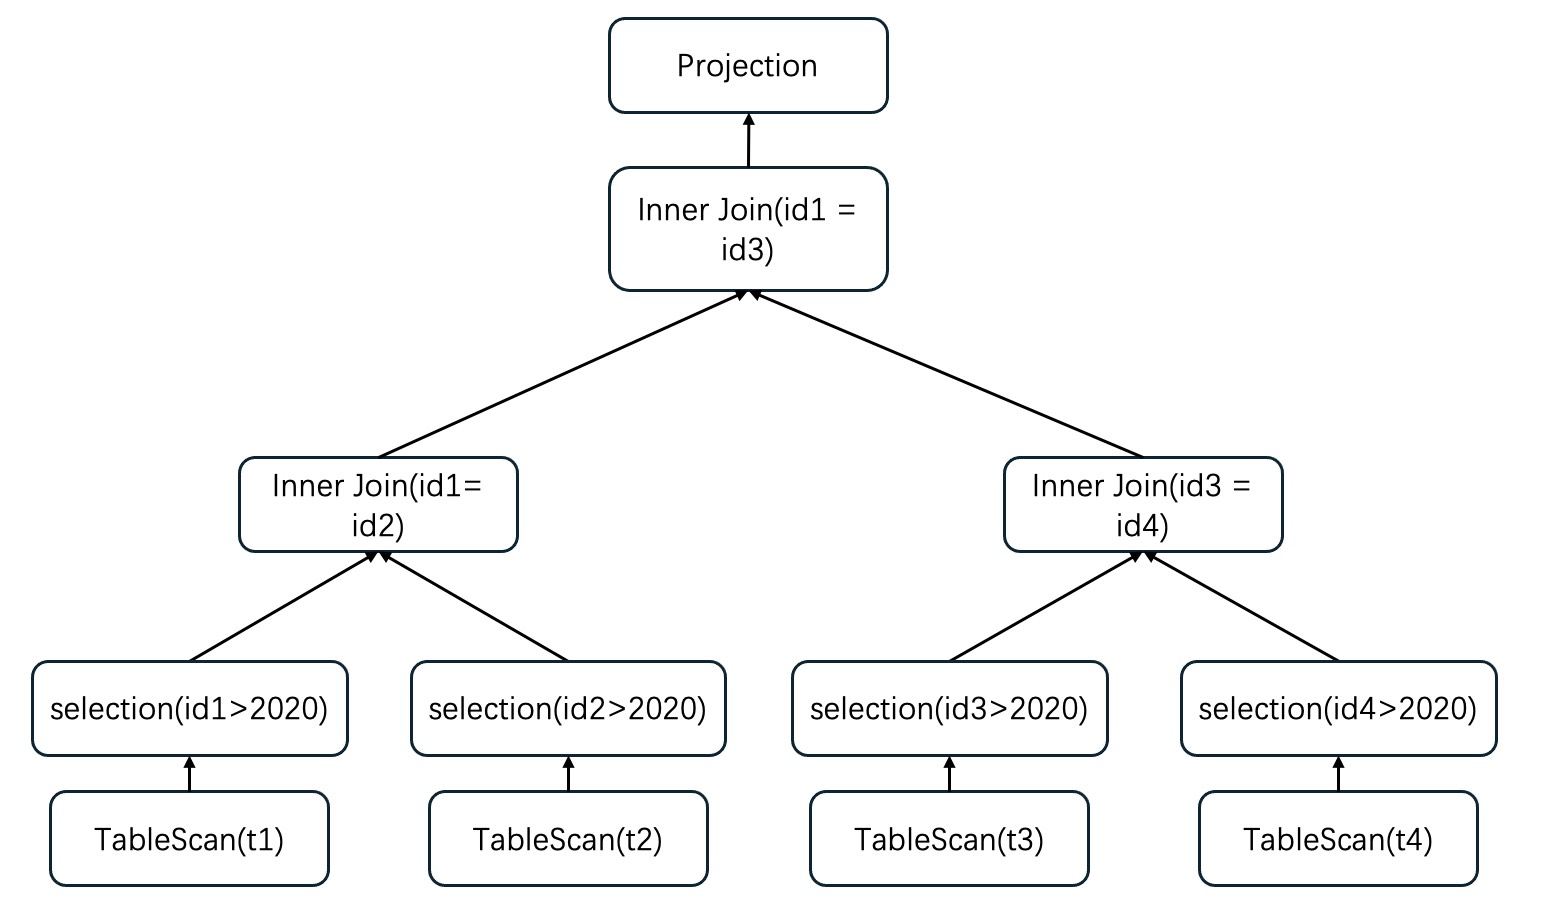 Projection
Inner Join(id1 =
id3)
Inner Join(id1=
id2)
Inner Join(id3 =
id4)
selection(id1>2020)
selection(id2>2020)
selection(id3>2020)
selection(id4>2020)
TableScan(t1)
TableScan(t2)
TableScan(t3)
TableScan(t4)